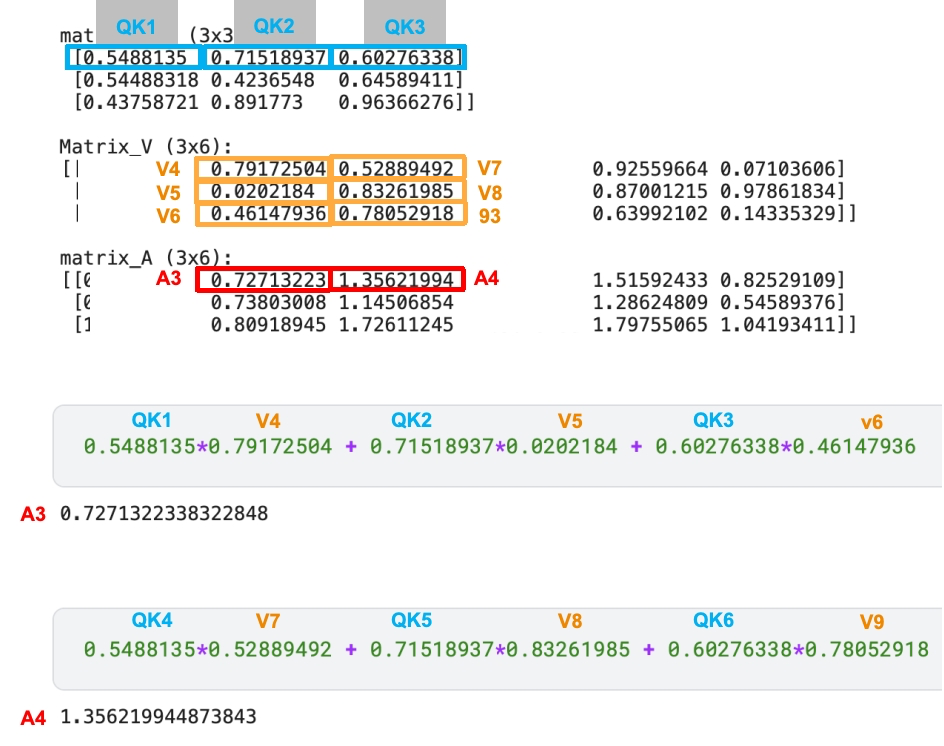 QK1 QK2 QK3
mat (3x3
[0.5488135 0.71518937 0.60276338]
[0.54488318 0.4236548 0.64589411]
[0.43758721 0.891773 0.96366276]]
Matrix_V (3x6):
[[ V4 0.79172504 0.52889492 V7 0.92559664 0.07103606]
V5 0.0202184 0.83261985 V8 0.87001215 0.97861834]
V6 0.46147936 0.78052918 93 0.63992102 0.14335329]]
matrix_A (3x6):
[[0 A3 0.72713223 1.35621994 A4 1.51592433 0.82529109]
[0 0.73803008 1.14506854 1.28624809 0.54589376]
[1 0.80918945 1.72611245 1.79755065 1.04193411]]
QK1 V4 QK2 V5 QK3 v6
0.5488135*0.79172504 + 0.71518937*0.0202184 + 0.60276338*0.46147936
A3 0.7271322338322848
QK4 V7 QK5 V8 QK6 V9
0.5488135*0.52889492 + 0.71518937*0.83261985 + 0.60276338*0.78052918
A4 1.356219944873843